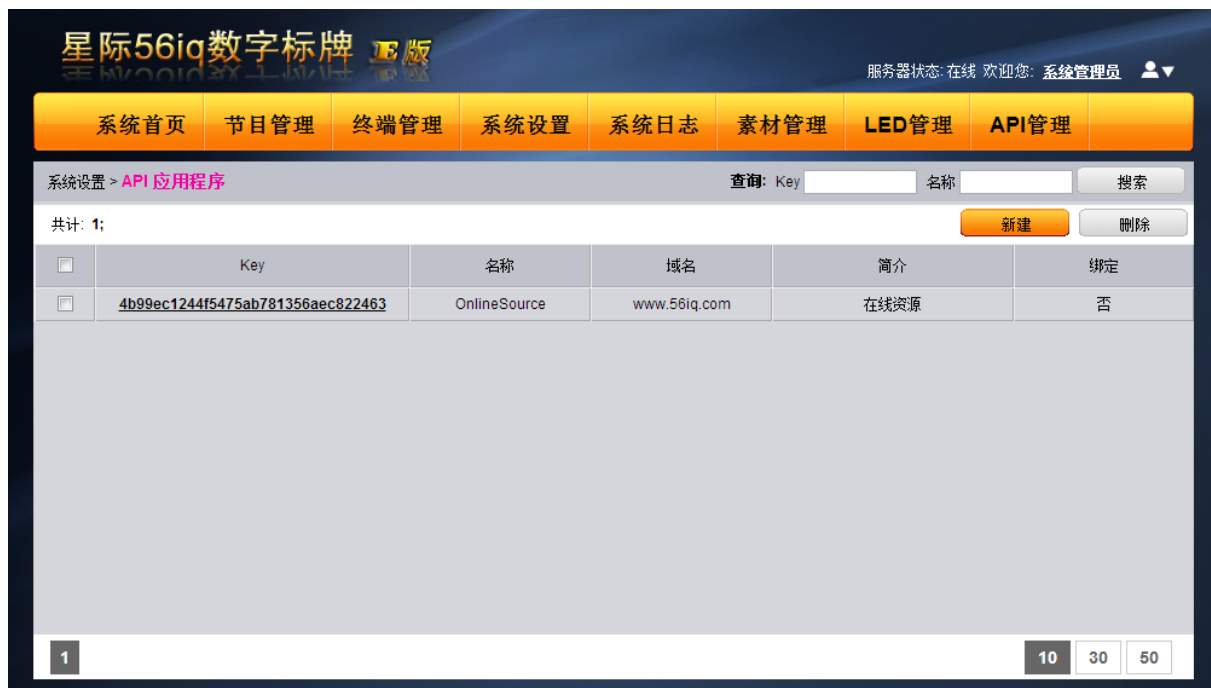 星际56iq数字标牌 E版
服务器状态:在线 欢迎您: 系统管理员
系统首页 节目管理 终端管理 系统设置 系统日志 素材管理 LED管理 API管理
系统设置 > API 应用程序 查询: Key 名称 搜索
共计: 1; 新建 删除
Key 名称 域名 简介 绑定
4b99ec1244f5475ab781356aec822463 OnlineSource www.56iq.com 在线资源 否
1 10 30 50